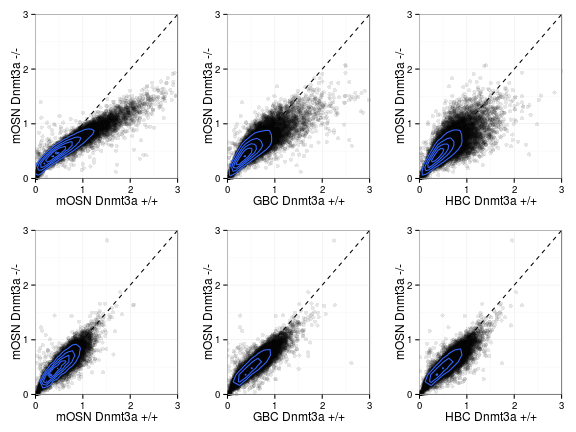 3 3 3
2 2 2
1 1 1
0 0 0
mOSN Dnmt3a -/- mOSN Dnmt3a -/- mOSN Dnmt3a -/-
0 1 2 3 0 1 2 3 0 1 2 3
mOSN Dnmt3a +/+ GBC Dnmt3a +/+ HBC Dnmt3a +/+
3 3 3
2 2 2
1 1 1
0 0 0
mOSN Dnmt3a -/- mOSN Dnmt3a -/- mOSN Dnmt3a -/-
0 1 2 3 0 1 2 3 0 1 2 3
mOSN Dnmt3a +/+ GBC Dnmt3a +/+ HBC Dnmt3a +/+